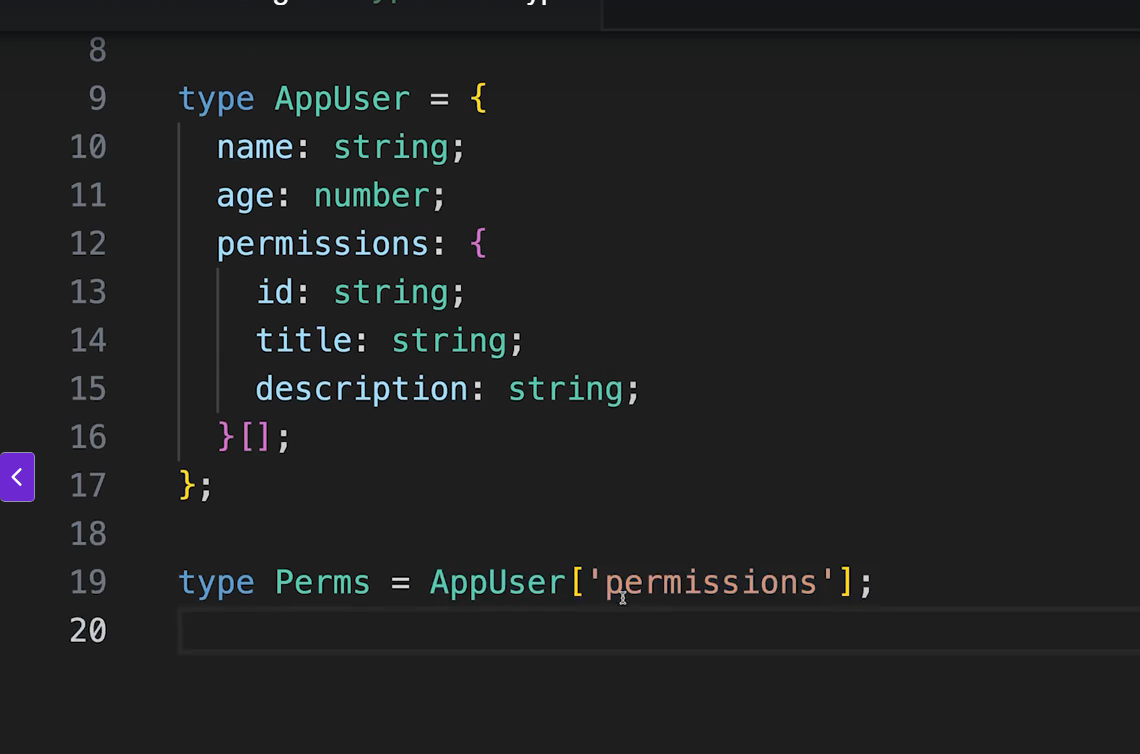 8
9 type AppUser = {
10 name: string;
11 age: number;
12 permissions: {
13 id: string;
14 title: string;
15 description: string;
16 }[];
17 };
18
19 type Perms = AppUser['permissions'];
20